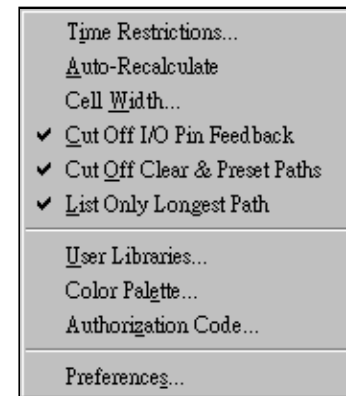 Time Restrictions...
Auto-Recalculate
Cell Width...
✔ Cut Off I/O Pin Feedback
✔ Cut Off Clear & Preset Paths
✔ List Only Longest Path
User Libraries...
Color Palette...
Authorization Code...
Preferences...